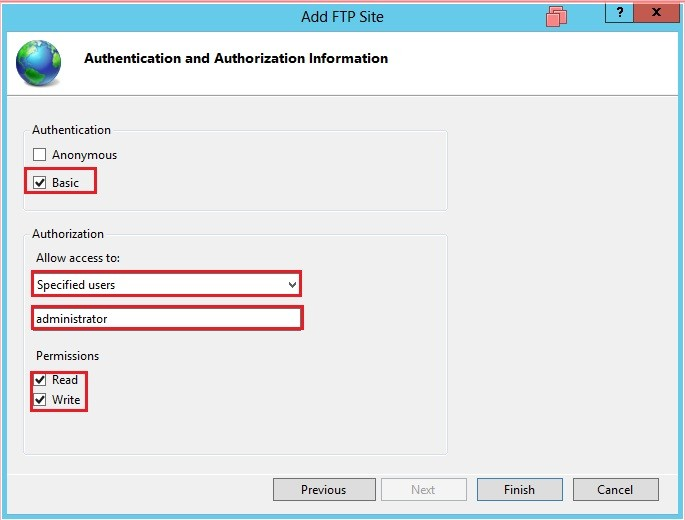 Add FTP Site
?
x
Authentication and Authorization Information
Authentication
Anonymous
Basic
Authorization
Allow access to:
Specified users
administrator
Permissions
Read
Write
Previous Next Finish Cancel